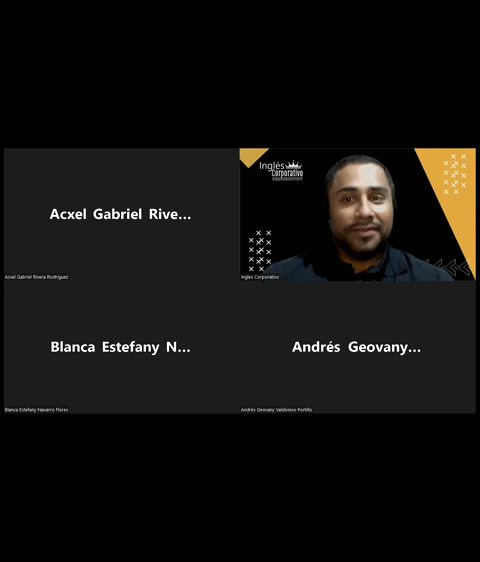 Acxel Gabriel Rive...
Acxel Gabriel Rivera Rodríguez
Inglés
Corporativo
Inglés Corporativo
Blanca Estefany N...
Blanca Estefany Navarro Flores
Andrés Geovany...
Andrés Geovany Valdivieso Portillo